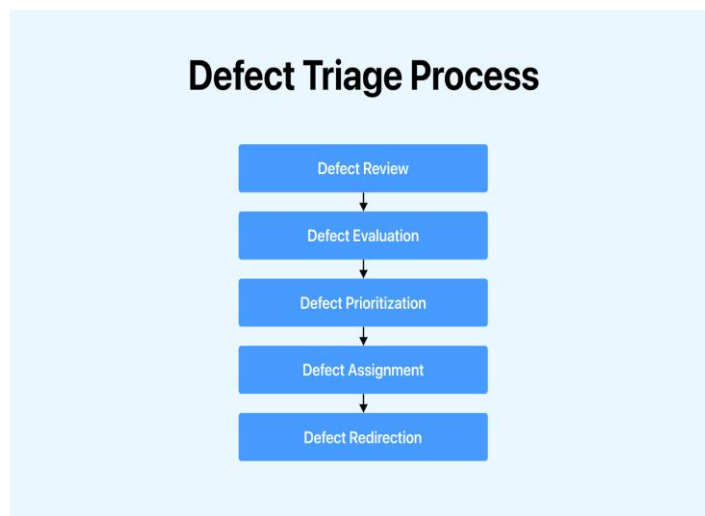 Defect Triage Process
Defect Review
Defect Evaluation
Defect Prioritization
Defect Assignment
Defect Redirection